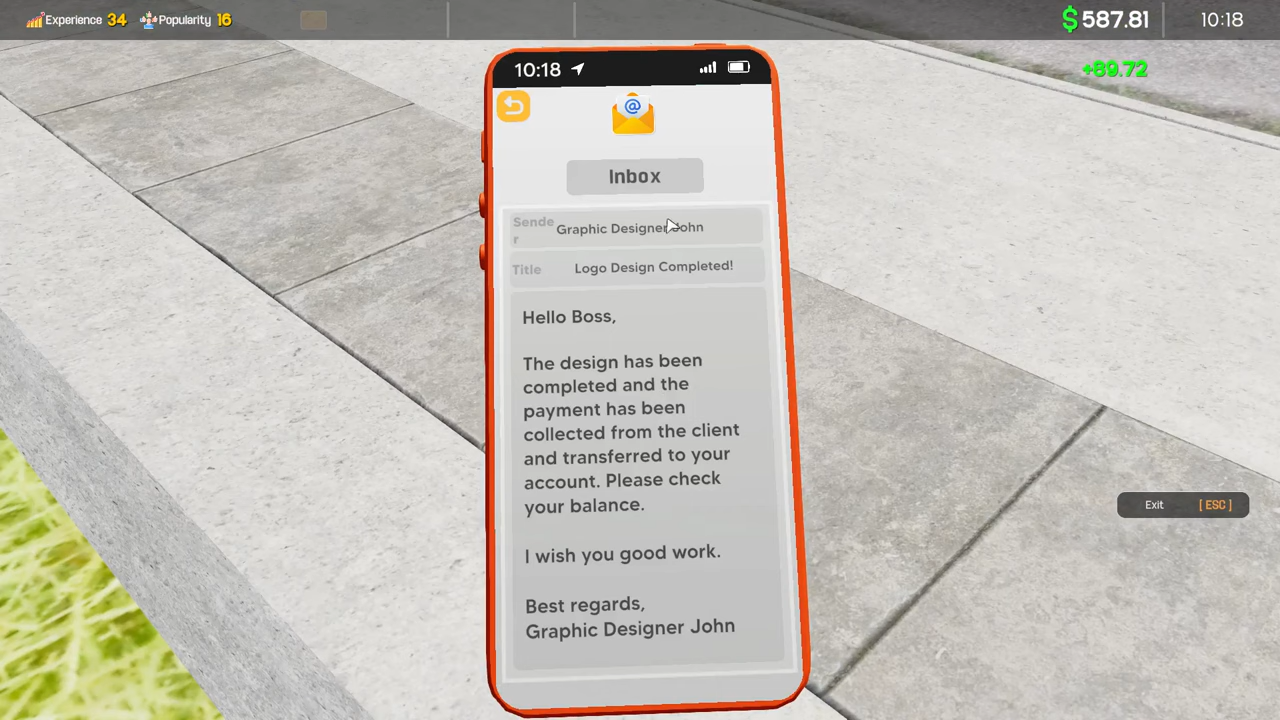 Experience 34 Popularity 16 $587.81 10:18
+89.72
10:18
Inbox
Sender Graphic Designer John
Title Logo Design Completed!
Hello Boss,
The design has been
completed and the
payment has been
collected from the client
and transferred to your
account. Please check
your balance.
I wish you good work.
Best regards,
Graphic Designer John
Exit [ ESC ]